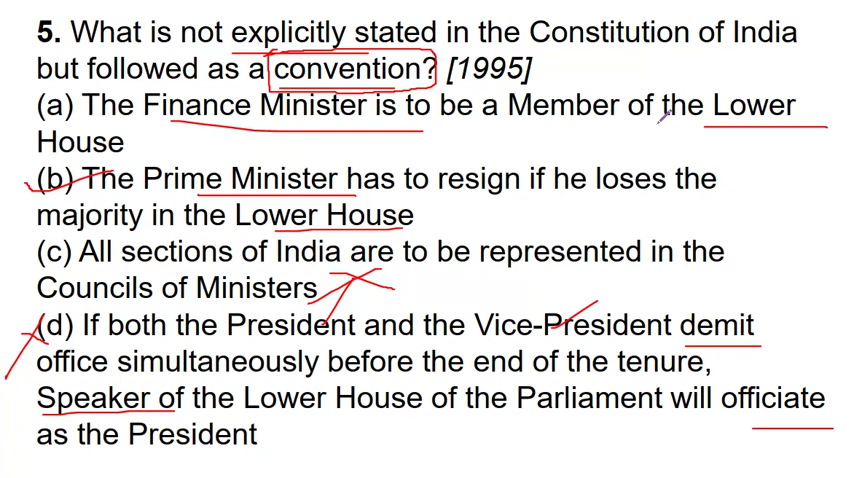 5. What is not explicitly stated in the Constitution of India
but followed as a convention? [1995]
(a) The Finance Minister is to be a Member of the Lower
House
(b) The Prime Minister has to resign if he loses the
majority in the Lower House
(c) All sections of India are to be represented in the
Councils of Ministers
(d) If both the President and the Vice-President demit
office simultaneously before the end of the tenure,
Speaker of the Lower House of the Parliament will officiate
as the President